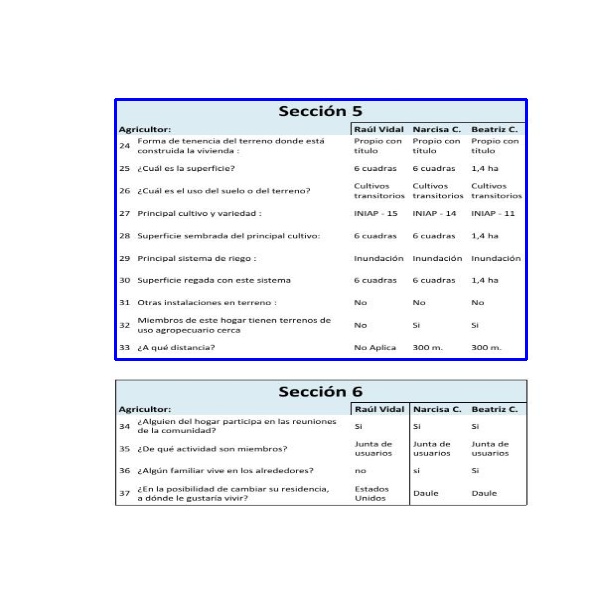 Sección 5
Agricultor: Raúl Vidal Narcisa C. Beatriz C.
24 Forma de tenencia del terreno donde está construida la vivienda : Propio con título Propio con título Propio con título
25 ¿Cuál es la superficie? 6 cuadras 6 cuadras 1,4 ha
26 ¿Cuál es el uso del suelo o del terreno? Cultivos transitorios Cultivos transitorios Cultivos transitorios
27 Principal cultivo y variedad : INIAP - 15 INIAP - 14 INIAP - 11
28 Superficie sembrada del principal cultivo: 6 cuadras 6 cuadras 1,4 ha
29 Principal sistema de riego : Inundación Inundación Inundación
30 Superficie regada con este sistema 6 cuadras 6 cuadras 1,4 ha
31 Otras instalaciones en terreno : No No No
32 Miembros de este hogar tienen terrenos de uso agropecuario cerca No Si Si
33 ¿A qué distancia? No Aplica 300 m. 300 m.
Sección 6
Agricultor: Raúl Vidal Narcisa C. Beatriz C.
34 ¿Alguien del hogar participa en las reuniones de la comunidad? Si Si Si
35 ¿De qué actividad son miembros? Junta de usuarios Junta de usuarios Junta de usuarios
36 ¿Algún familiar vive en los alrededores? no si Si
37 ¿En la posibilidad de cambiar su residencia, a dónde le gustaría vivir? Estados Unidos Daule Daule